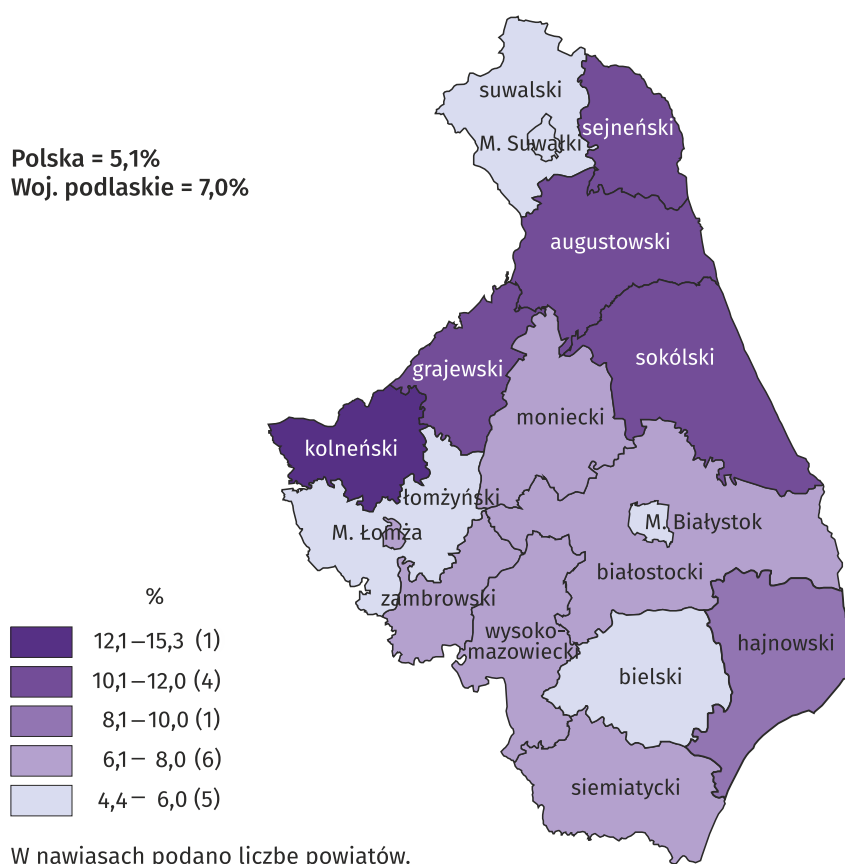 suwalski
M. Suwałki
sejneński
Polska = 5,1%
Woj. podlaskie = 7,0%
augustowski
sokólski
grajewski
moniecki
kolneński
łomżyński
M. Łomża
M. Białystok
białostocki
zambrowski
wysoko-
mazowiecki
hajnowski
bielski
siemiatycki
%
12,1–15,3 (1)
10,1–12,0 (4)
8,1–10,0 (1)
6,1– 8,0 (6)
4,4– 6,0 (5)
W nawiasach podano liczbę powiatów.